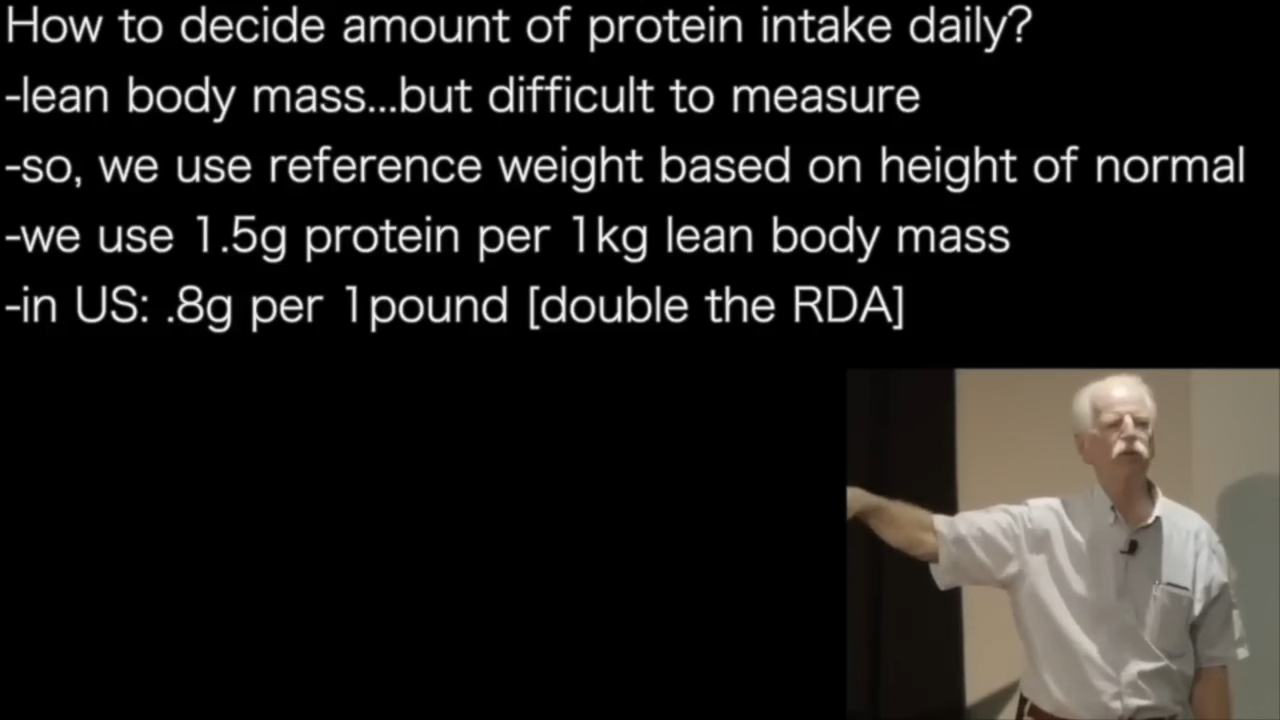 How to decide amount of protein intake daily?
-lean body mass...but difficult to measure
-so, we use reference weight based on height of normal
-we use 1.5g protein per 1kg lean body mass
-in US: .8g per 1pound [double the RDA]